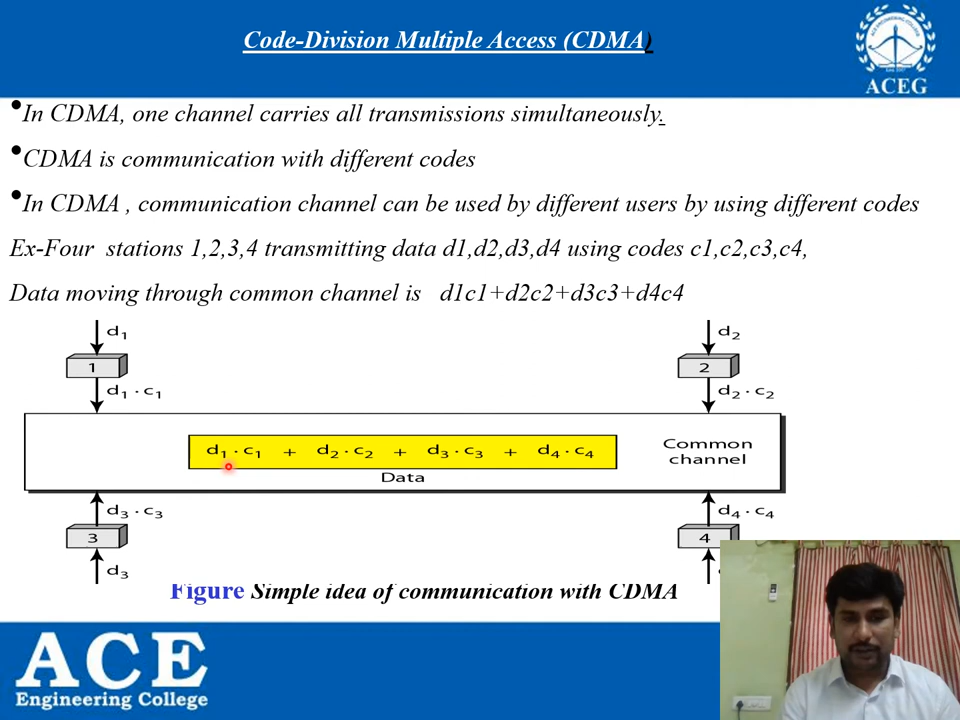 Code-Division Multiple Access (CDMA)
ACEG
•In CDMA, one channel carries all transmissions simultaneously.
•CDMA is communication with different codes
•In CDMA , communication channel can be used by different users by using different codes
Ex-Four stations 1,2,3,4 transmitting data d1,d2,d3,d4 using codes c1,c2,c3,c4,
Data moving through common channel is d1c1+d2c2+d3c3+d4c4
d1 d2
1 2
d1 · c1 d2 · c2
d1 · c1 + d2 · c2 + d3 · c3 + d4 · c4
Common
channel
Data
d3 · c3 d4 · c4
3 4
d3
Figure Simple idea of communication with CDMA
ACE
Engineering College